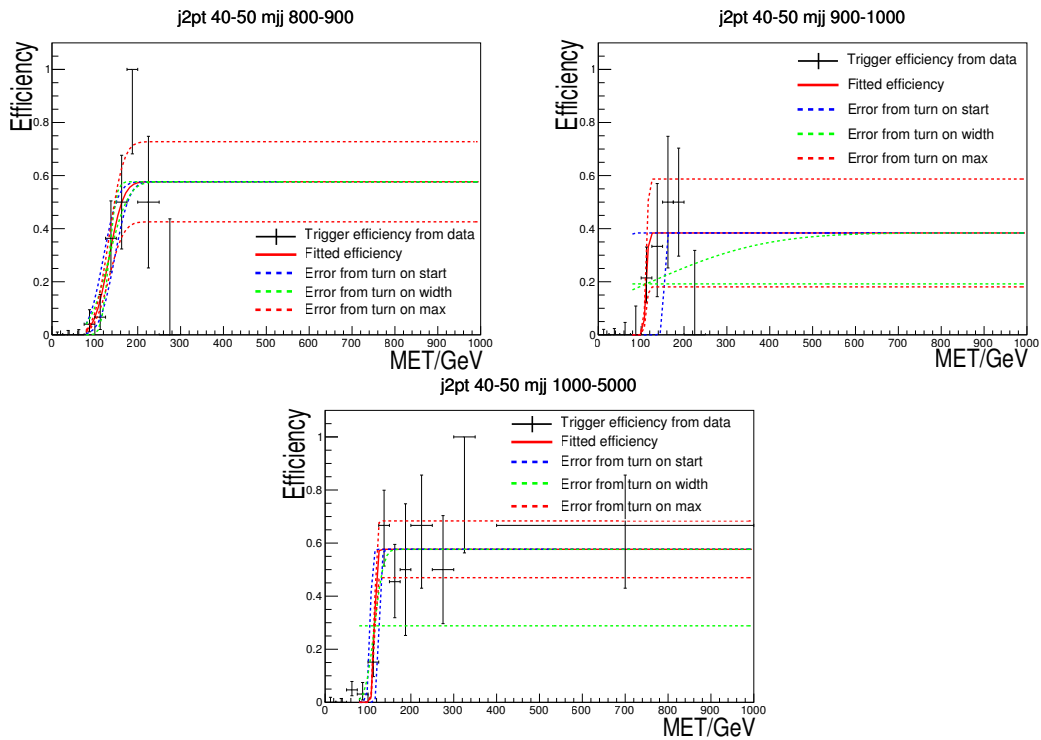 j2pt 40-50 mjj 800-900
Efficiency
1
0.8
0.6
0.4
0.2
0
Trigger efficiency from data
Fitted efficiency
Error from turn on start
Error from turn on width
Error from turn on max
0 100 200 300 400 500 600 700 800 900 1000
MET/GeV
j2pt 40-50 mjj 900-1000
Efficiency
1
0.8
0.6
0.4
0.2
0
Trigger efficiency from data
Fitted efficiency
Error from turn on start
Error from turn on width
Error from turn on max
0 100 200 300 400 500 600 700 800 900 1000
MET/GeV
j2pt 40-50 mjj 1000-5000
Efficiency
1
0.8
0.6
0.4
0.2
0
Trigger efficiency from data
Fitted efficiency
Error from turn on start
Error from turn on width
Error from turn on max
0 100 200 300 400 500 600 700 800 900 1000
MET/GeV